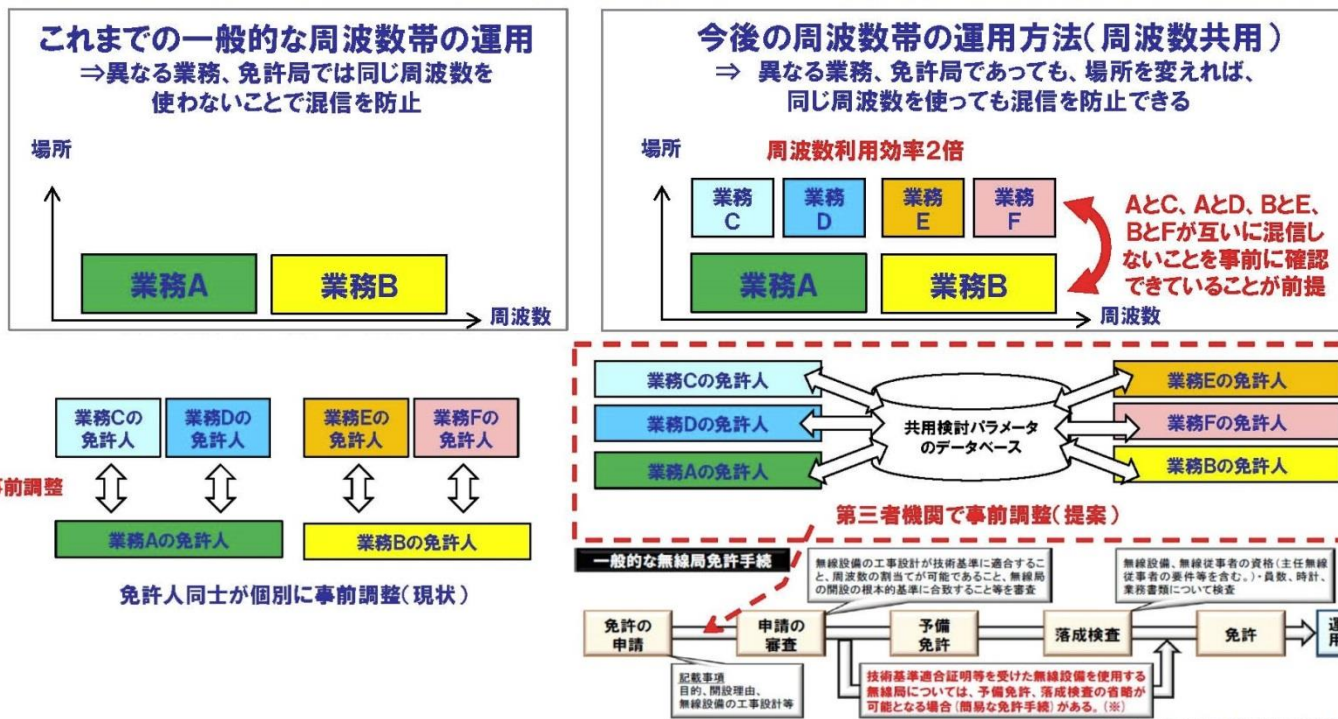 これまでの一般的な周波数帯の運用
⇒異なる業務、免許局では同じ周波数を
使わないことで混信を防止
場所
業務A
業務B
周波数
今後の周波数帯の運用方法(周波数共用)
⇒ 異なる業務、免許局であっても、場所を変えれば、
同じ周波数を使っても混信を防止できる
場所
周波数利用効率2倍
業務
C
業務
D
業務
E
業務
F
業務A
業務B
周波数
AとC、AとD、BとE、
BとFが互いに混信し
ないことを事前に確認
できていることが前提
業務Cの
免許人
業務Dの
免許人
業務Eの
免許人
業務Fの
免許人
事前調整
業務Aの免許人
業務Bの免許人
免許人同士が個別に事前調整(現状)
業務Cの免許人
業務Dの免許人
業務Aの免許人
共用検討パラメータ
のデータベース
業務Eの免許人
業務Fの免許人
業務Bの免許人
第三者機関で事前調整(提案)
一般的な無線局免許手続
無線設備の工事設計が技術基準に適合するこ
と、周波数の割当てが可能であること、無線局
の開設の根本的基準に合致すること等を審査
無線設備、無線従事者の資格(主任無線
従事者の要件等を含む。)・員数、時計、
業務書類について検査
免許の
申請
申請の
審査
予備
免許
落成検査
免許
運
用
記載事項
目的、開設理由、
無線設備の工事設計等
技術基準適合証明等を受けた無線設備を使用する
無線局については、予備免許、落成検査の省略が
可能となる場合(簡易な免許手続)がある。(※)